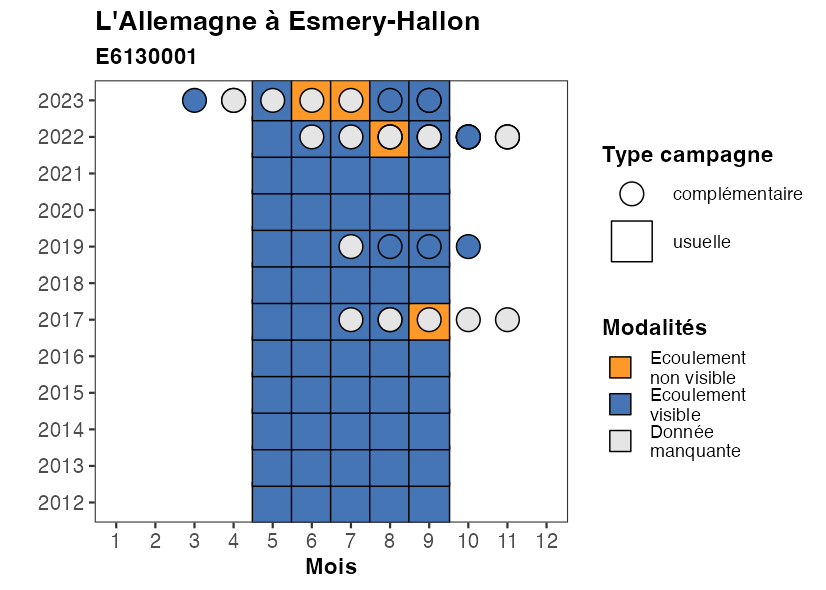 L'Allemagne à Esmery-Hallon
E6130001
2023
2022
2021
2020
2019
2018
2017
2016
2015
2014
2013
2012
1 2 3 4 5 6 7 8 9 10 11 12
Mois
Type campagne
complémentaire
usuelle
Modalités
Ecoulement
non visible
Ecoulement
visible
Donnée
manquante